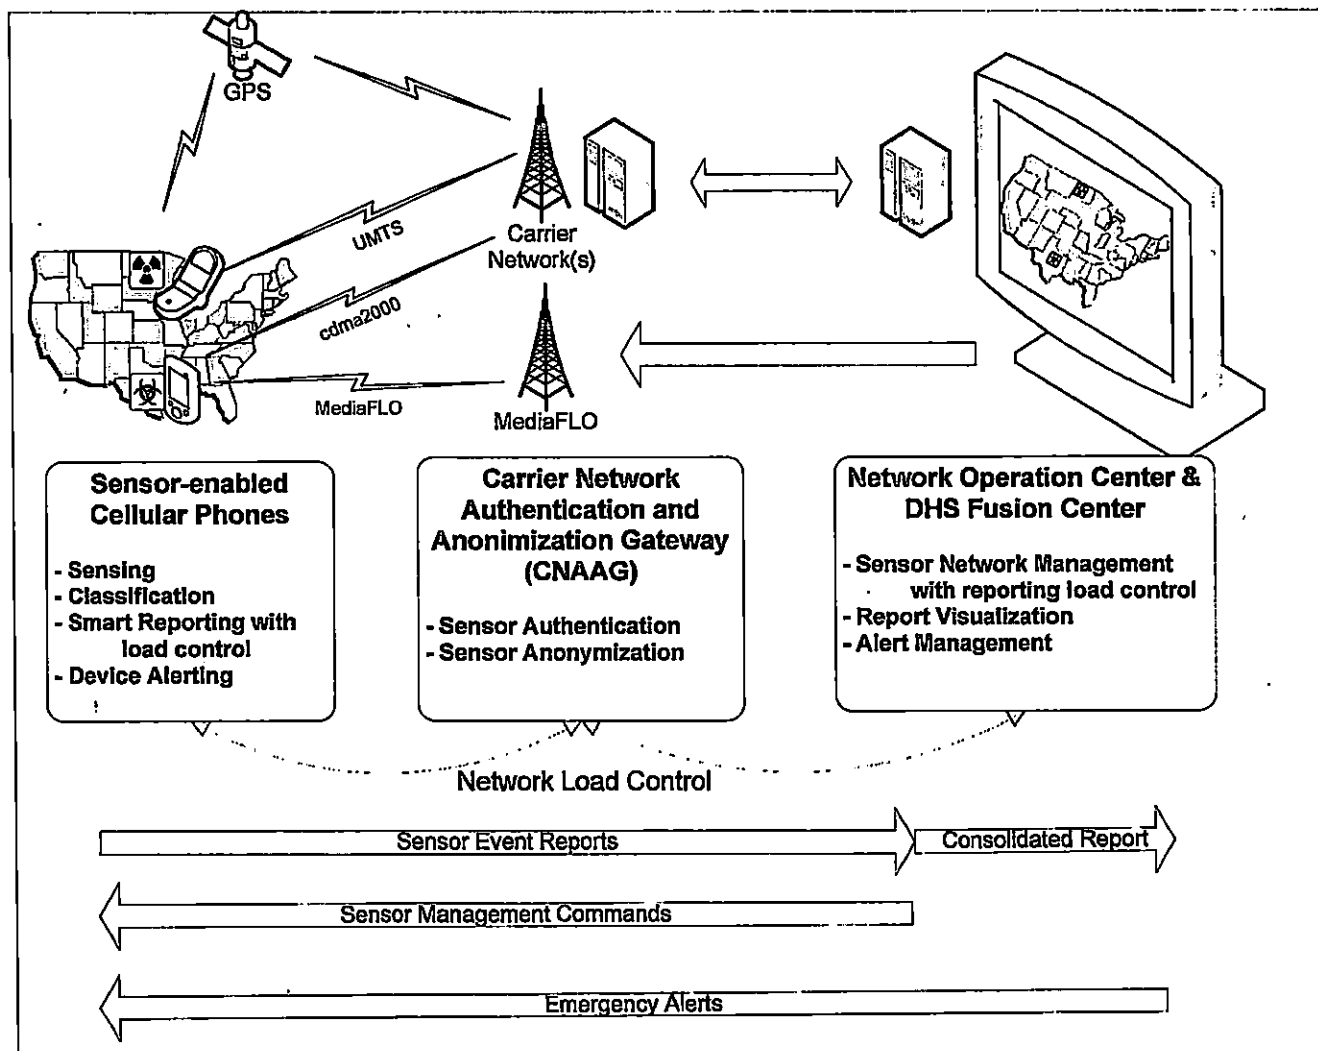 GPS
UMTS
Carrier
Network(s)
cdma2000
MediaFLO
MediaFLO
Sensor-enabled
Cellular Phones
- Sensing
- Classification
- Smart Reporting with
load control
- Device Alerting
Carrier Network
Authentication and
Anonimization Gateway
(CNAAG)
- Sensor Authentication
- Sensor Anonymization
Network Operation Center &
DHS Fusion Center
- Sensor Network Management
with reporting load control
- Report Visualization
- Alert Management
Network Load Control
Sensor Event Reports
Consolidated Report
Sensor Management Commands
Emergency Alerts